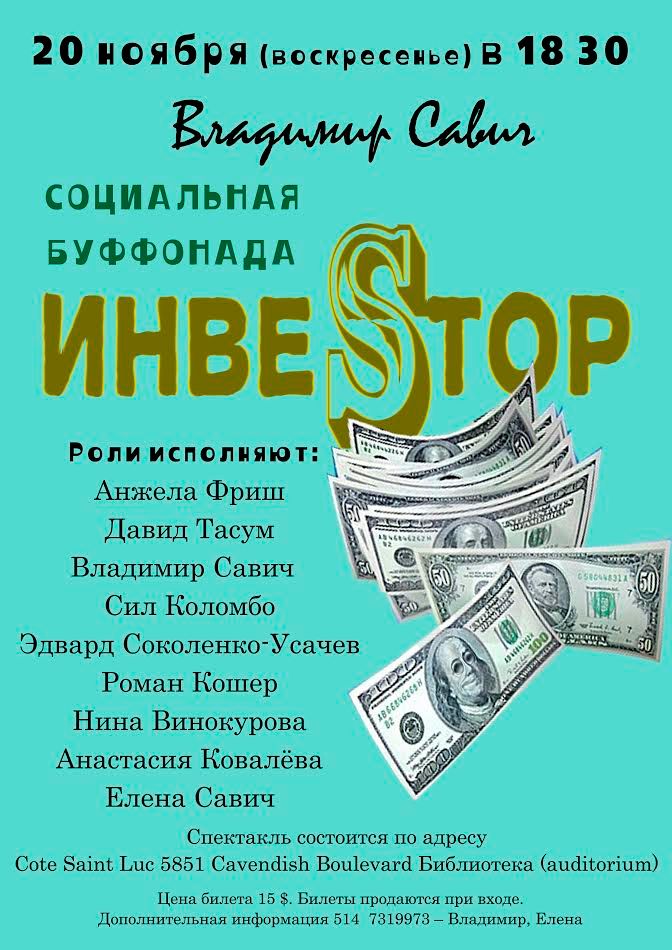 20 ноября (воскресенье) в 18 30
Владимир Савич
СОЦИАЛЬНАЯ
БУФФОНАДА
ИНВЕSТОР
Роли исполняют:
Анжела Фриш
Давид Тасум
Владимир Савич
Сил Коломбо
Эдвард Соколенко-Усачев
Роман Кошер
Нина Винокурова
Анастасия Ковалёва
Елена Савич
Спектакль состоится по адресу
Cote Saint Luc 5851 Cavendish Boulevard Библиотека (auditorium)
Цена билета 15 $. Билеты продаются при входе.
Дополнительная информация 514 7319973 – Владимир, Елена